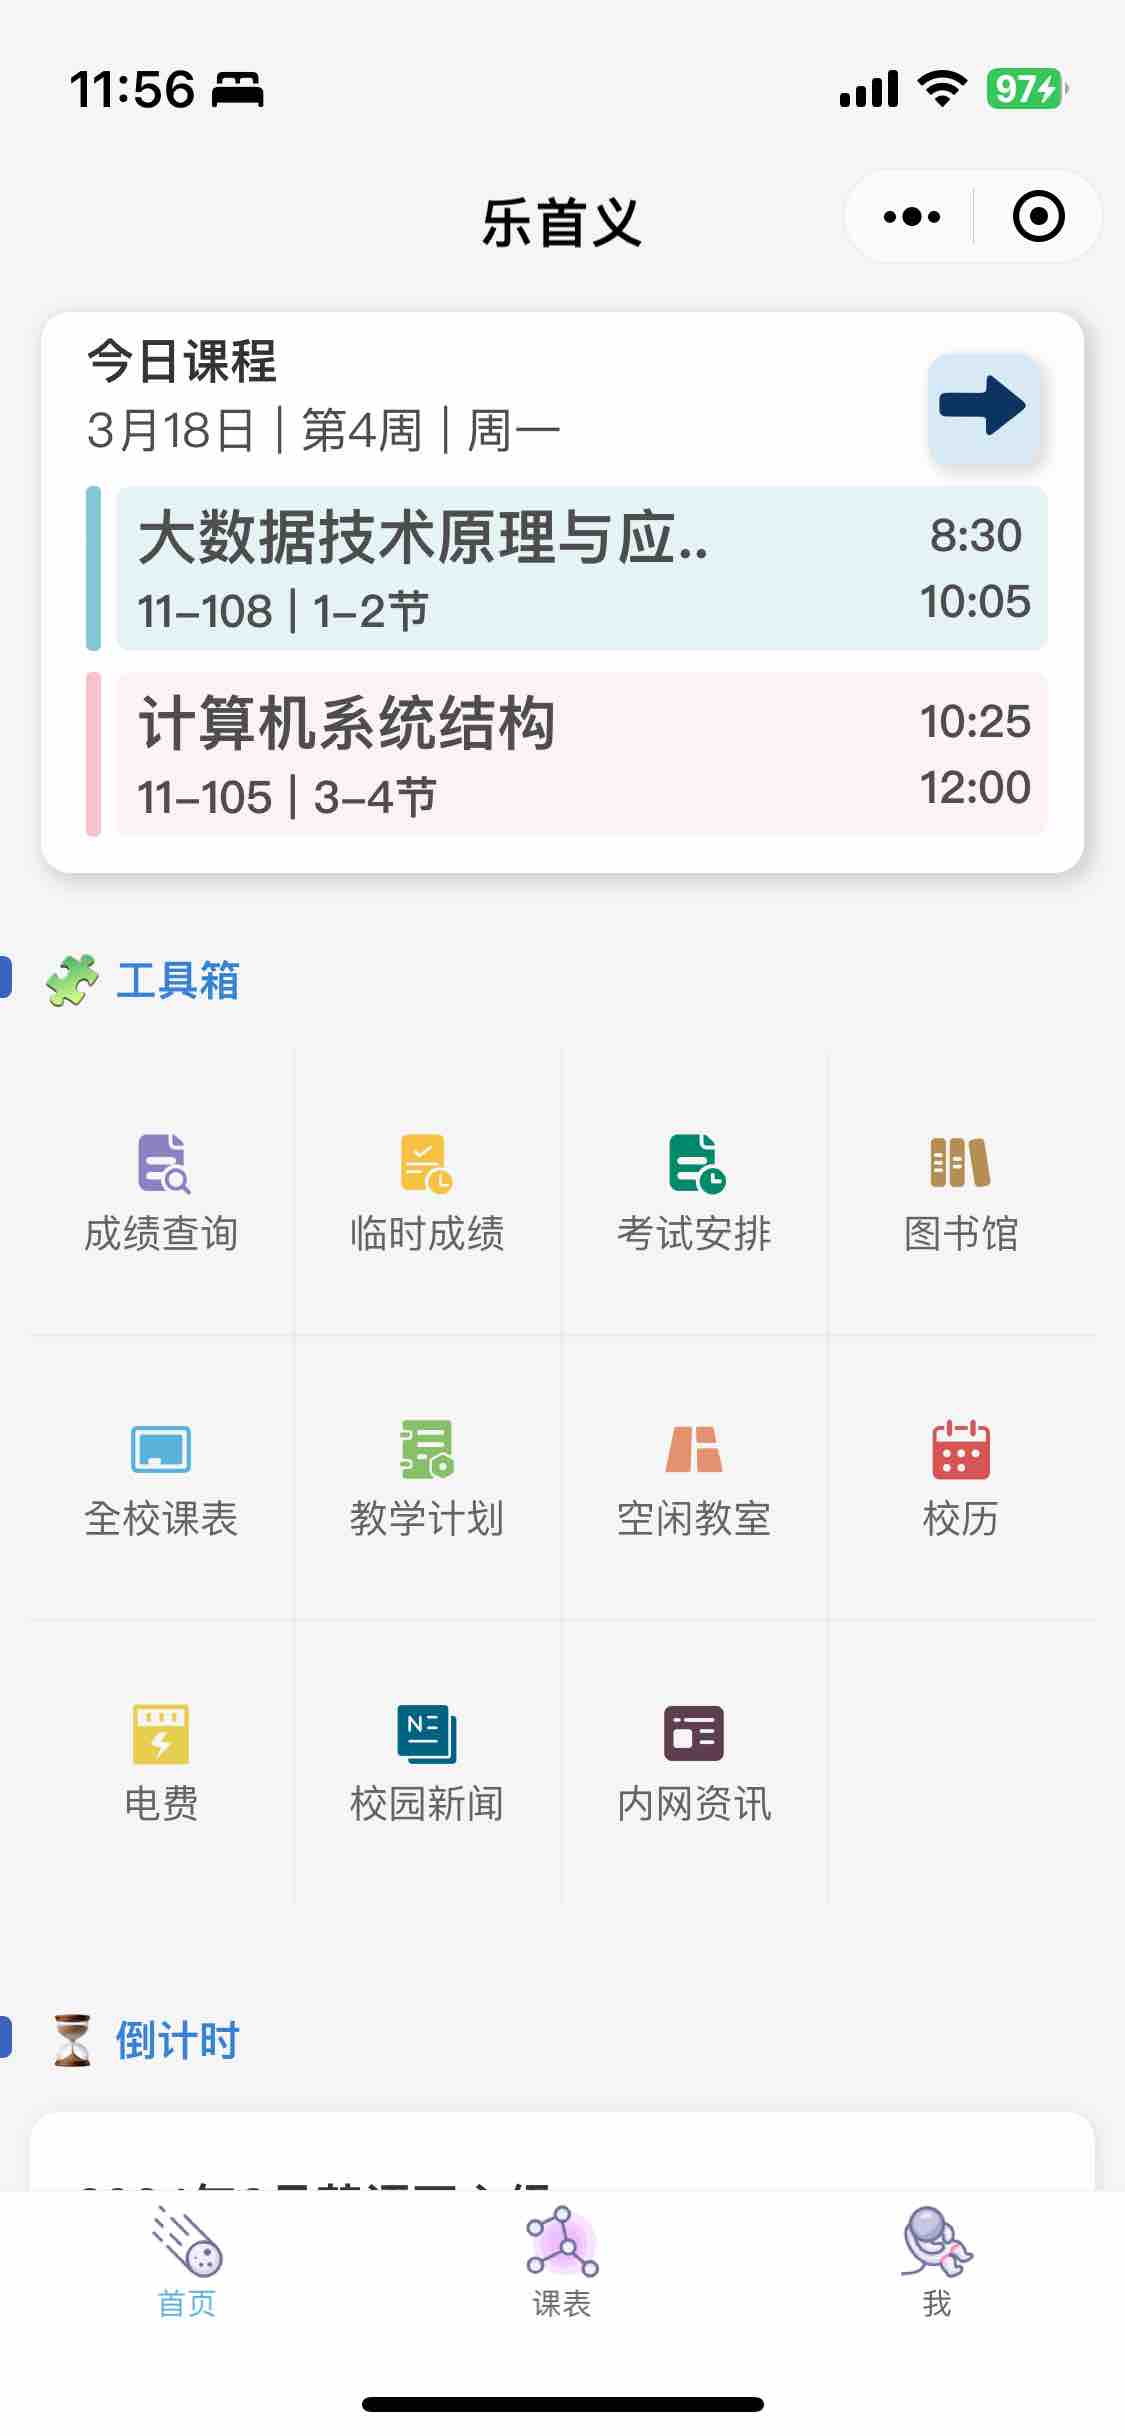 11:56
97
乐首义
今日课程
3月18日 | 第4周 | 周一
大数据技术原理与应..
8:30
11-108 | 1-2节
10:05
计算机系统结构
10:25
11-105 | 3-4节
12:00
工具箱
成绩查询
临时成绩
考试安排
图书馆
全校课表
教学计划
空闲教室
校历
电费
校园新闻
内网资讯
倒计时
首页
课表
我